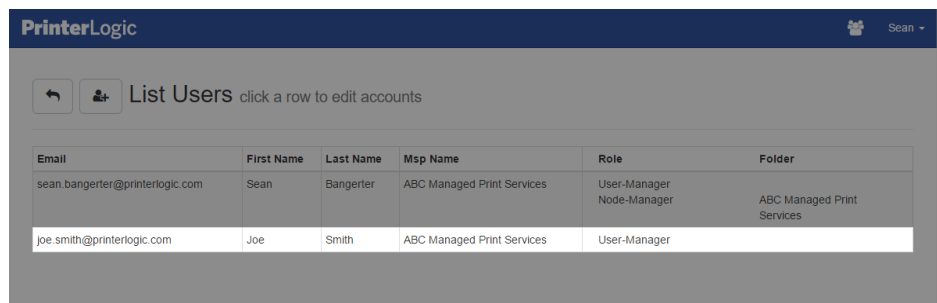 PrinterLogic
Sean
List Users click a row to edit accounts
Email First Name Last Name Msp Name Role Folder
sean.bangerter@printerlogic.com Sean Bangerter ABC Managed Print Services User-Manager
Node-Manager ABC Managed Print
Services
joe.smith@printerlogic.com Joe Smith ABC Managed Print Services User-Manager